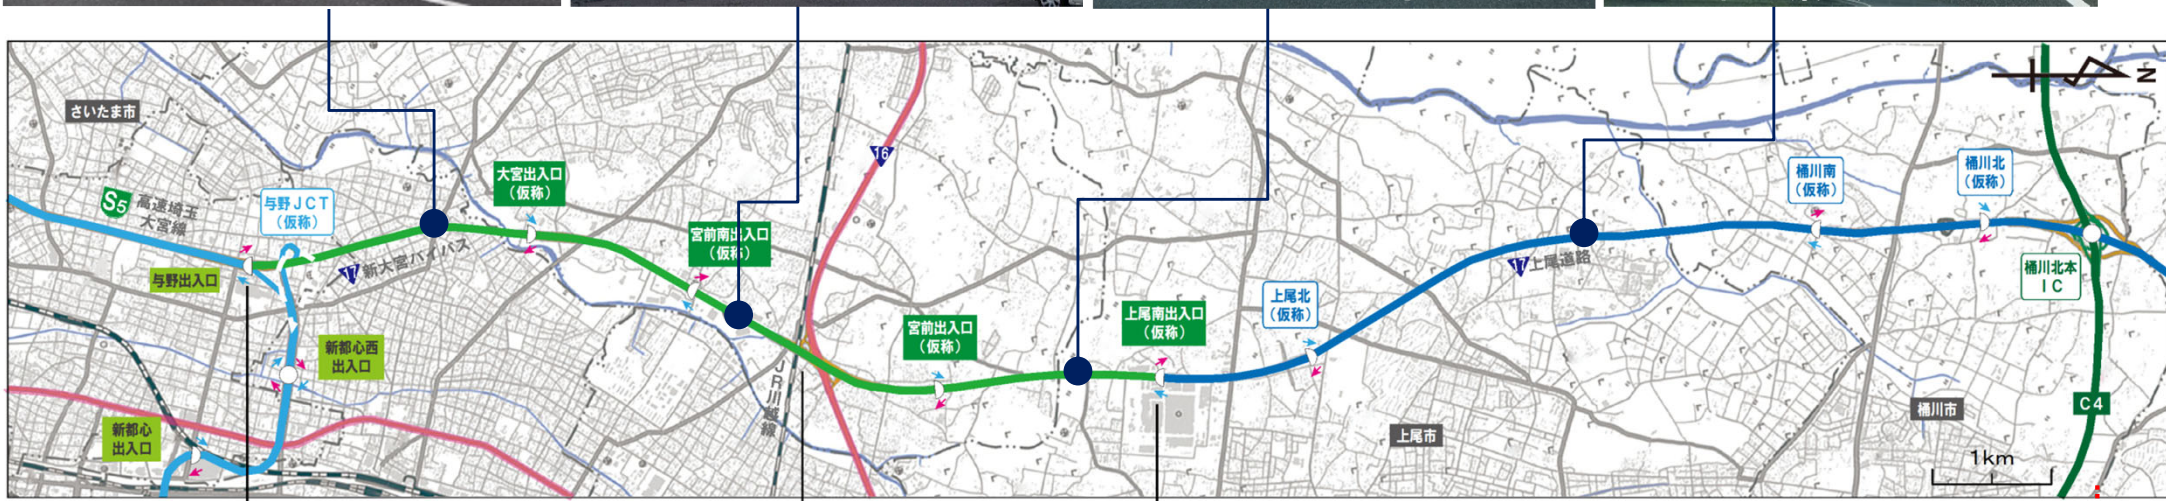 さいたま市
S5
高速埼玉
大宮線
与野JCT
(仮称)
与野出入口
17
新大宮バイパス
新都心西
出入口
新都心
出入口
大宮出入口
(仮称)
宮前南出入口
(仮称)
16
JR川越線
宮前出入口
(仮称)
上尾南出入口
(仮称)
上尾北
(仮称)
17
上尾道路
上尾市
桶川南
(仮称)
桶川北
(仮称)
桶川北本
IC
桶川市
C4
N
1km